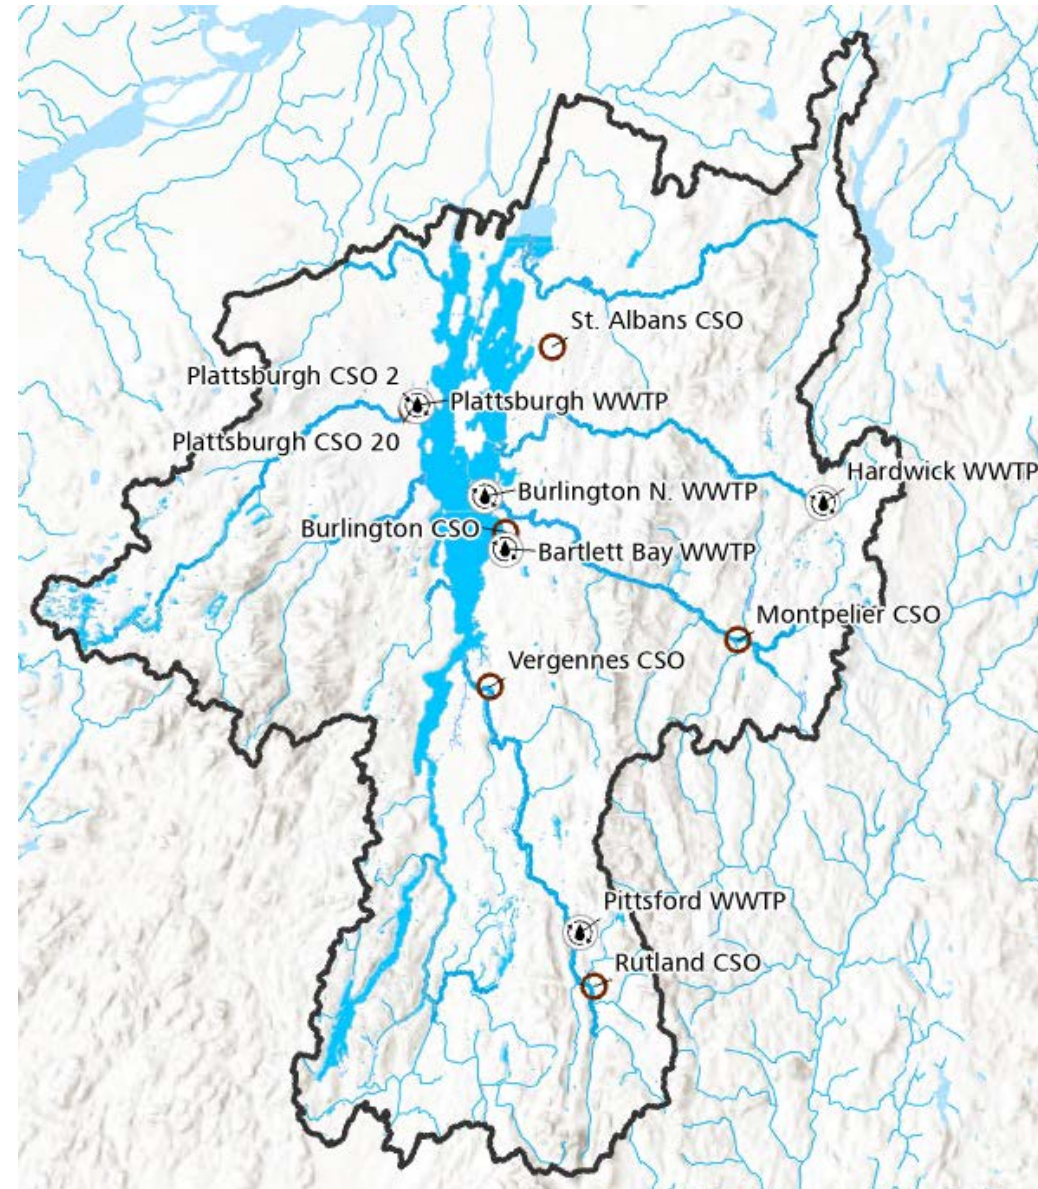 St. Albans CSO
Plattsburgh CSO 2
Plattsburgh WWTP
Plattsburgh CSO 20
Hardwick WWTP
Burlington N. WWTP
Burlington CSO
Bartlett Bay WWTP
Montpelier CSO
Vergennes CSO
Pittsford WWTP
Rutland CSO